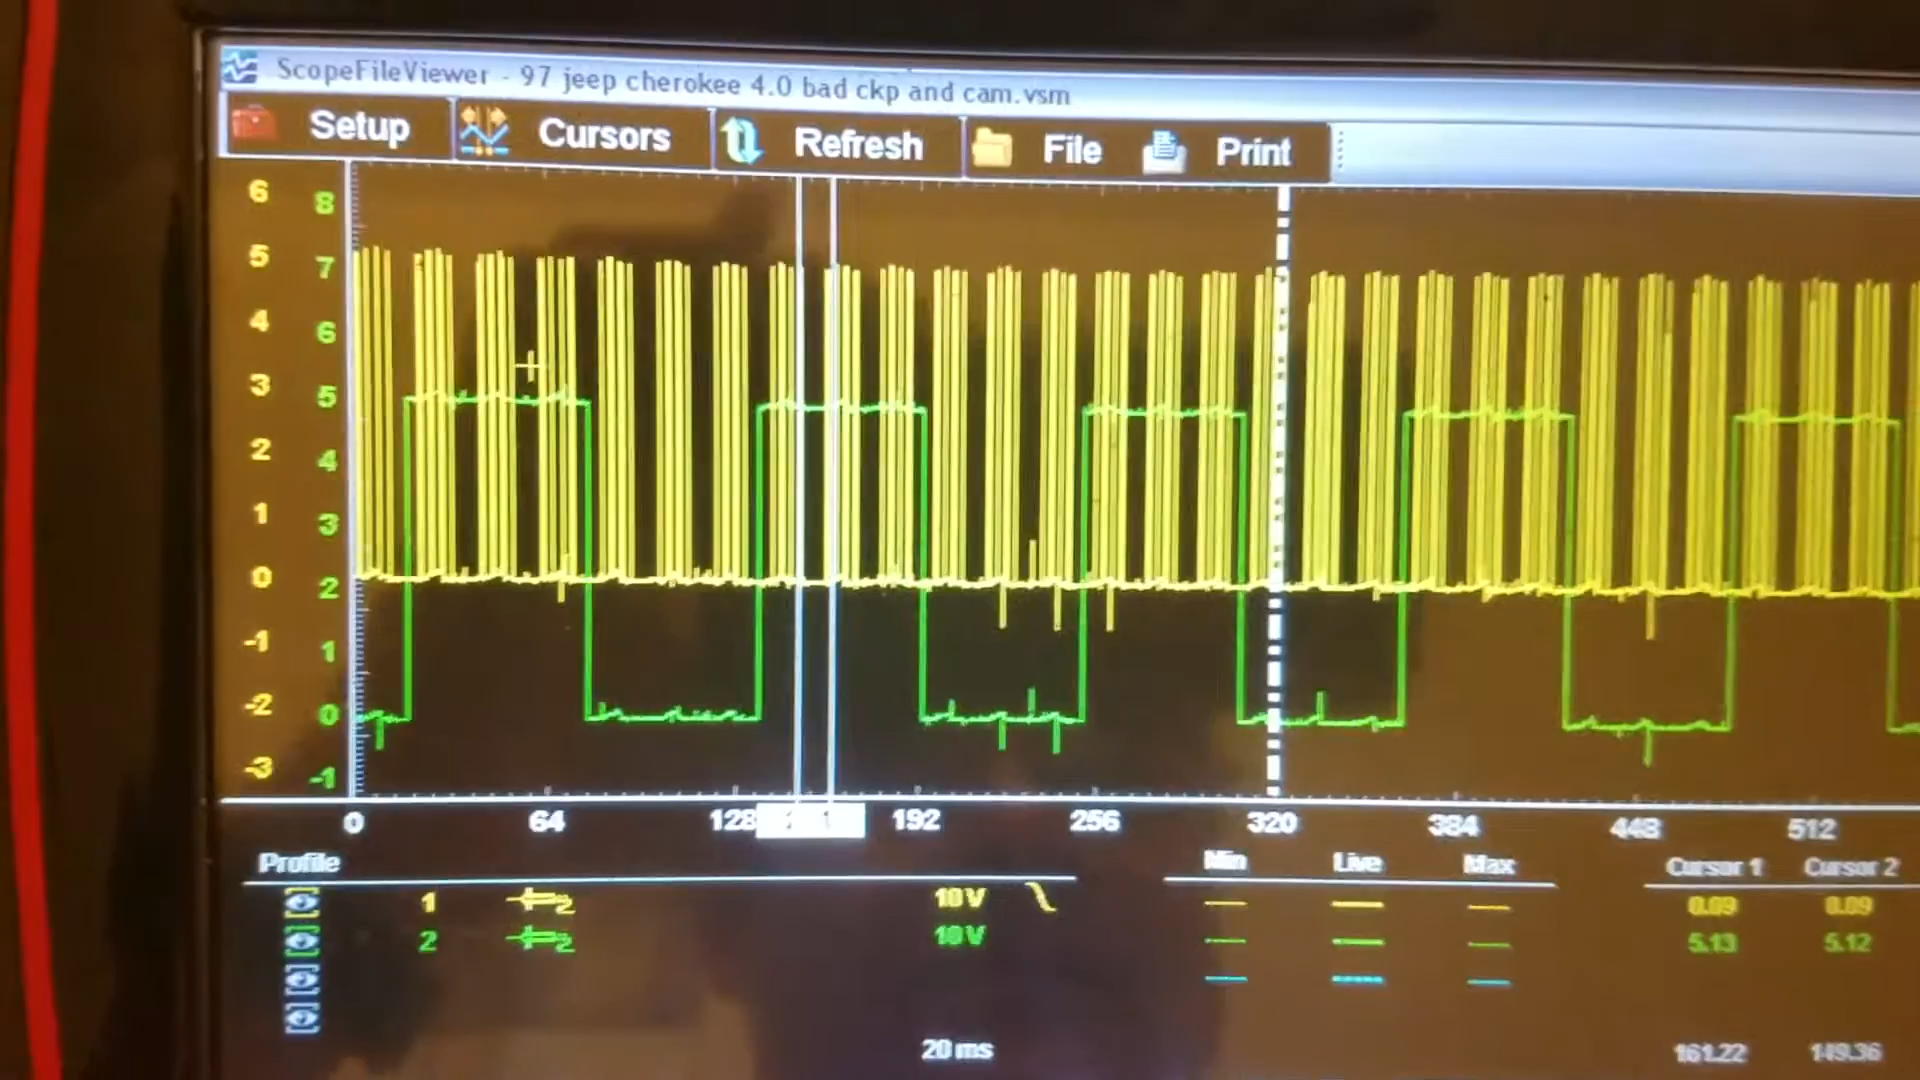 ScopeFileViewer - 97 jeep cherokee 4.0 bad ckp and cam.vsm
Setup Cursors Refresh File Print
6 8
5 7
4 6
3 5
2 4
1 3
0 2
-1 1
-2 0
-3 -1
0 64 128 192 256 320 384 448 512
Profile Min Live Max Cursor 1 Cursor 2
1 2 10 V 0.09 0.09
2 2 10 V 5.13 5.12
20 ms 161.22 149.36